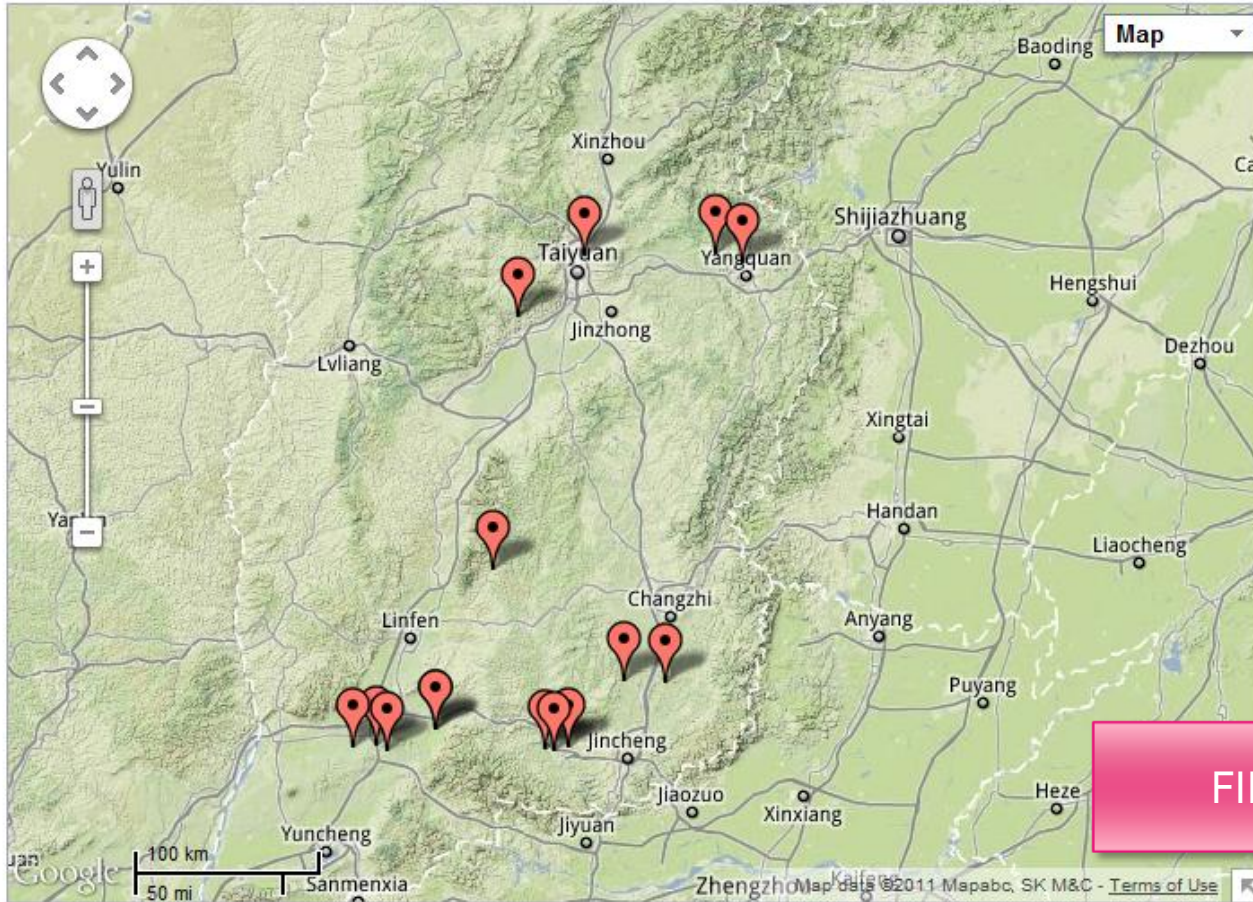 Map
Baoding
Xinzhou
Yulin
Shijiazhuang
Taiyuan
Yangquan
Hengshui
Jinzhong
Lvliang
Dezhou
Xingtai
Handan
Liaocheng
Changzhi
Linfen
Anyang
Puyang
Jincheng
Jiaozuo
Heze
Xinxiang
Yuncheng
Jiyuan
100 km
Google
50 mi
Sanmenxia
Zhengzhou
Kaifeng
Map data ©2011 Mapabc, SK M&C - Terms of Use